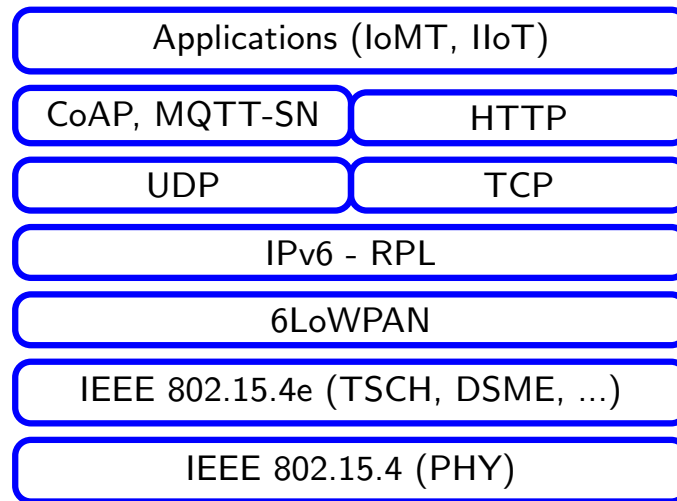 Applications (IoMT, IIoT)
CoAP, MQTT-SN HTTP
UDP TCP
IPv6 - RPL
6LoWPAN
IEEE 802.15.4e (TSCH, DSME, ...)
IEEE 802.15.4 (PHY)